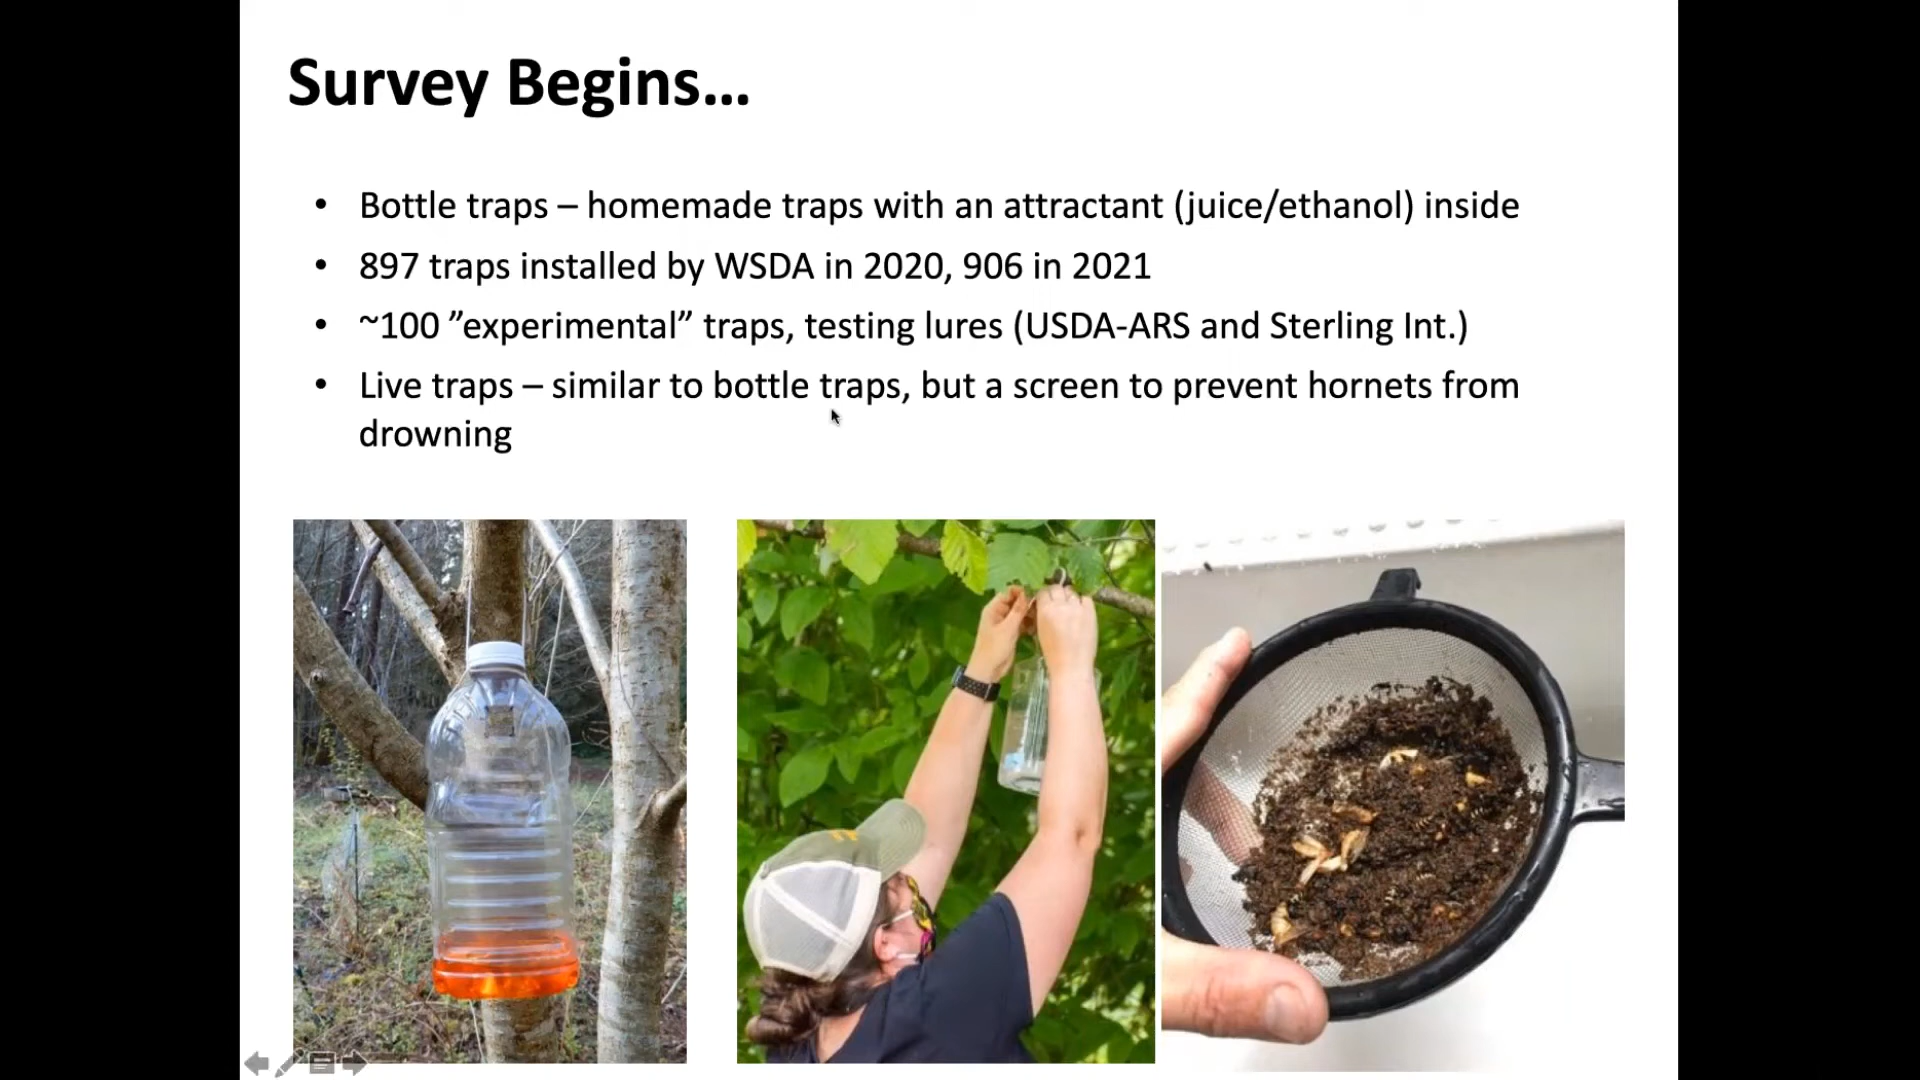 Survey Begins...
• Bottle traps – homemade traps with an attractant (juice/ethanol) inside
• 897 traps installed by WSDA in 2020, 906 in 2021
• ~100 ”experimental” traps, testing lures (USDA-ARS and Sterling Int.)
• Live traps – similar to bottle traps, but a screen to prevent hornets from
drowning